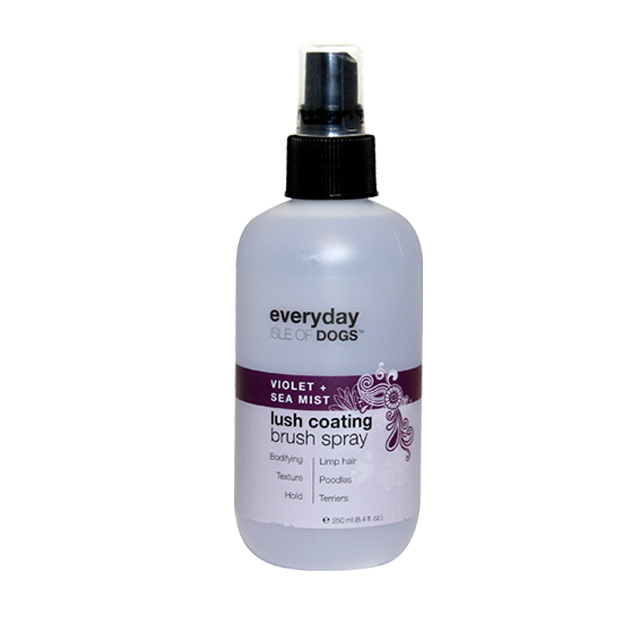 everyday
ISLE OF DOGS™
VIOLET +
SEA MIST
lush coating
brush spray
Bodifying
Texture
Hold
Limp hair
Poodles
Terriers
℮ 250 ml (8.4 fl. oz.)